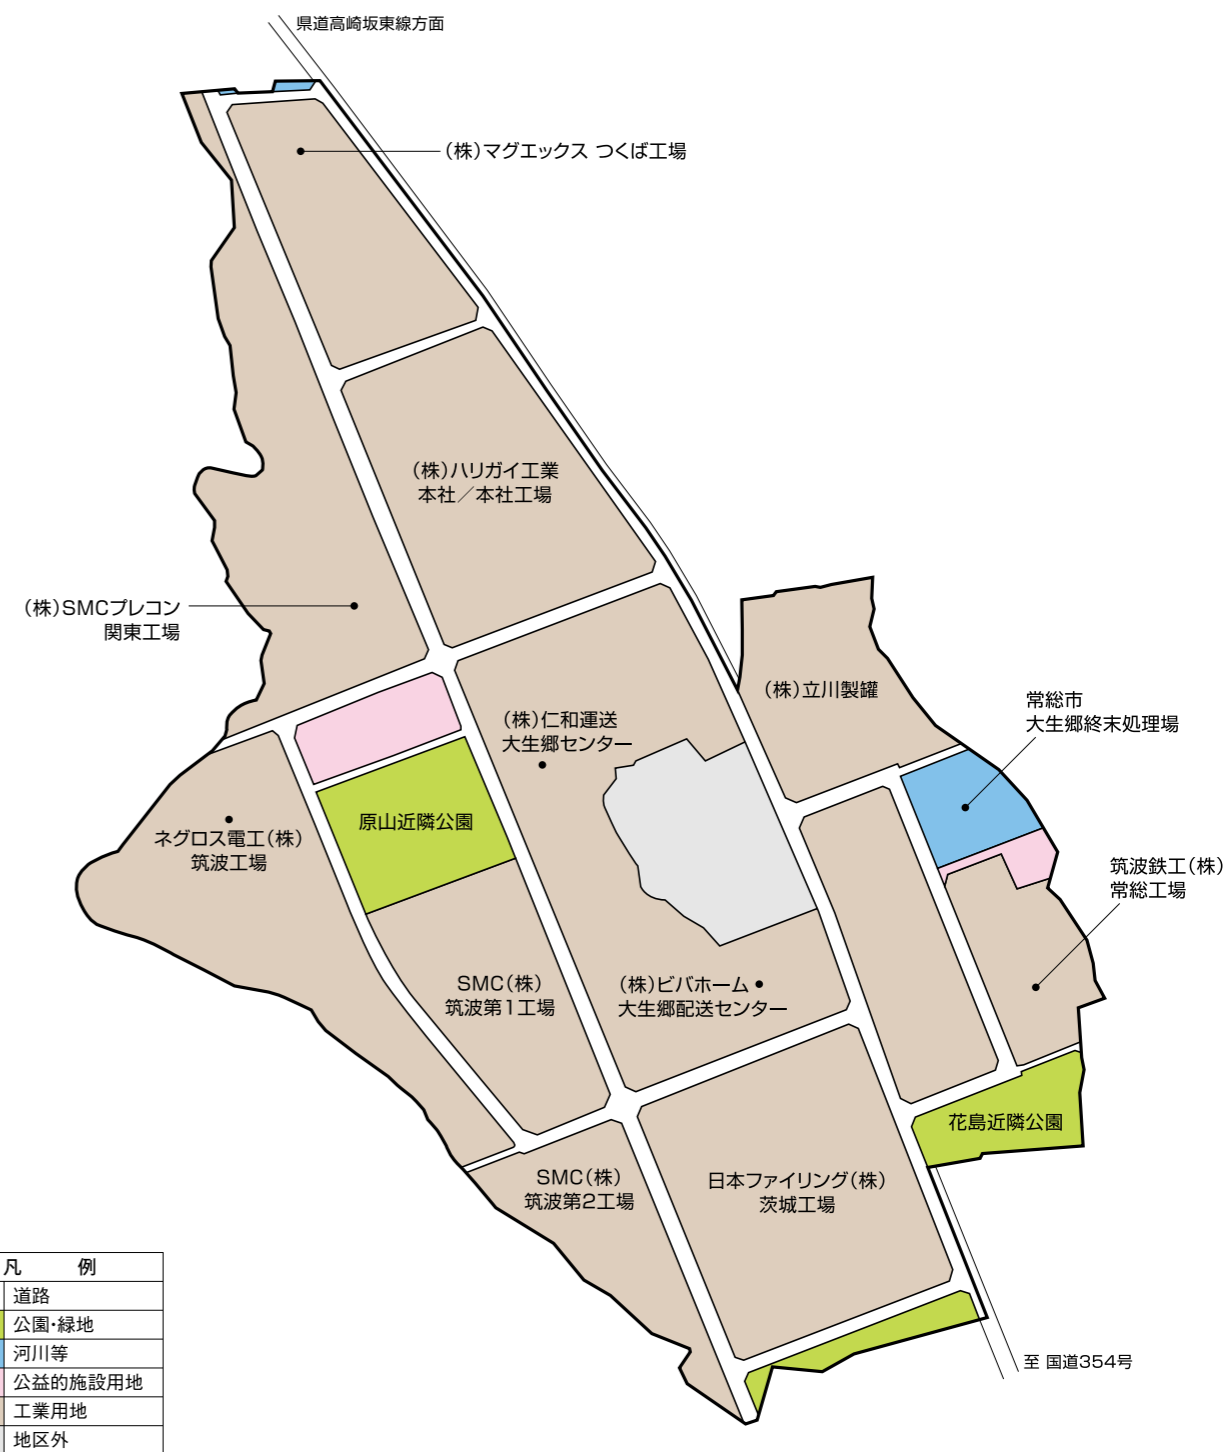 県道高崎坂東線方面
(株)マグエックス つくば工場
(株)ハリガイ工業
本社／本社工場
(株)SMCプレコン
関東工場
(株)立川製罐
常総市
大生郷終末処理場
(株)仁和運送
大生郷センター
原山近隣公園
ネグロス電工(株)
筑波工場
筑波鉄工(株)
常総工場
SMC(株)
筑波第1工場
(株)ビバホーム
大生郷配送センター
花島近隣公園
SMC(株)
筑波第2工場
日本ファイリング(株)
茨城工場
至 国道354号
凡 例
道路
公園・緑地
河川等
公益的施設用地
工業用地
地区外